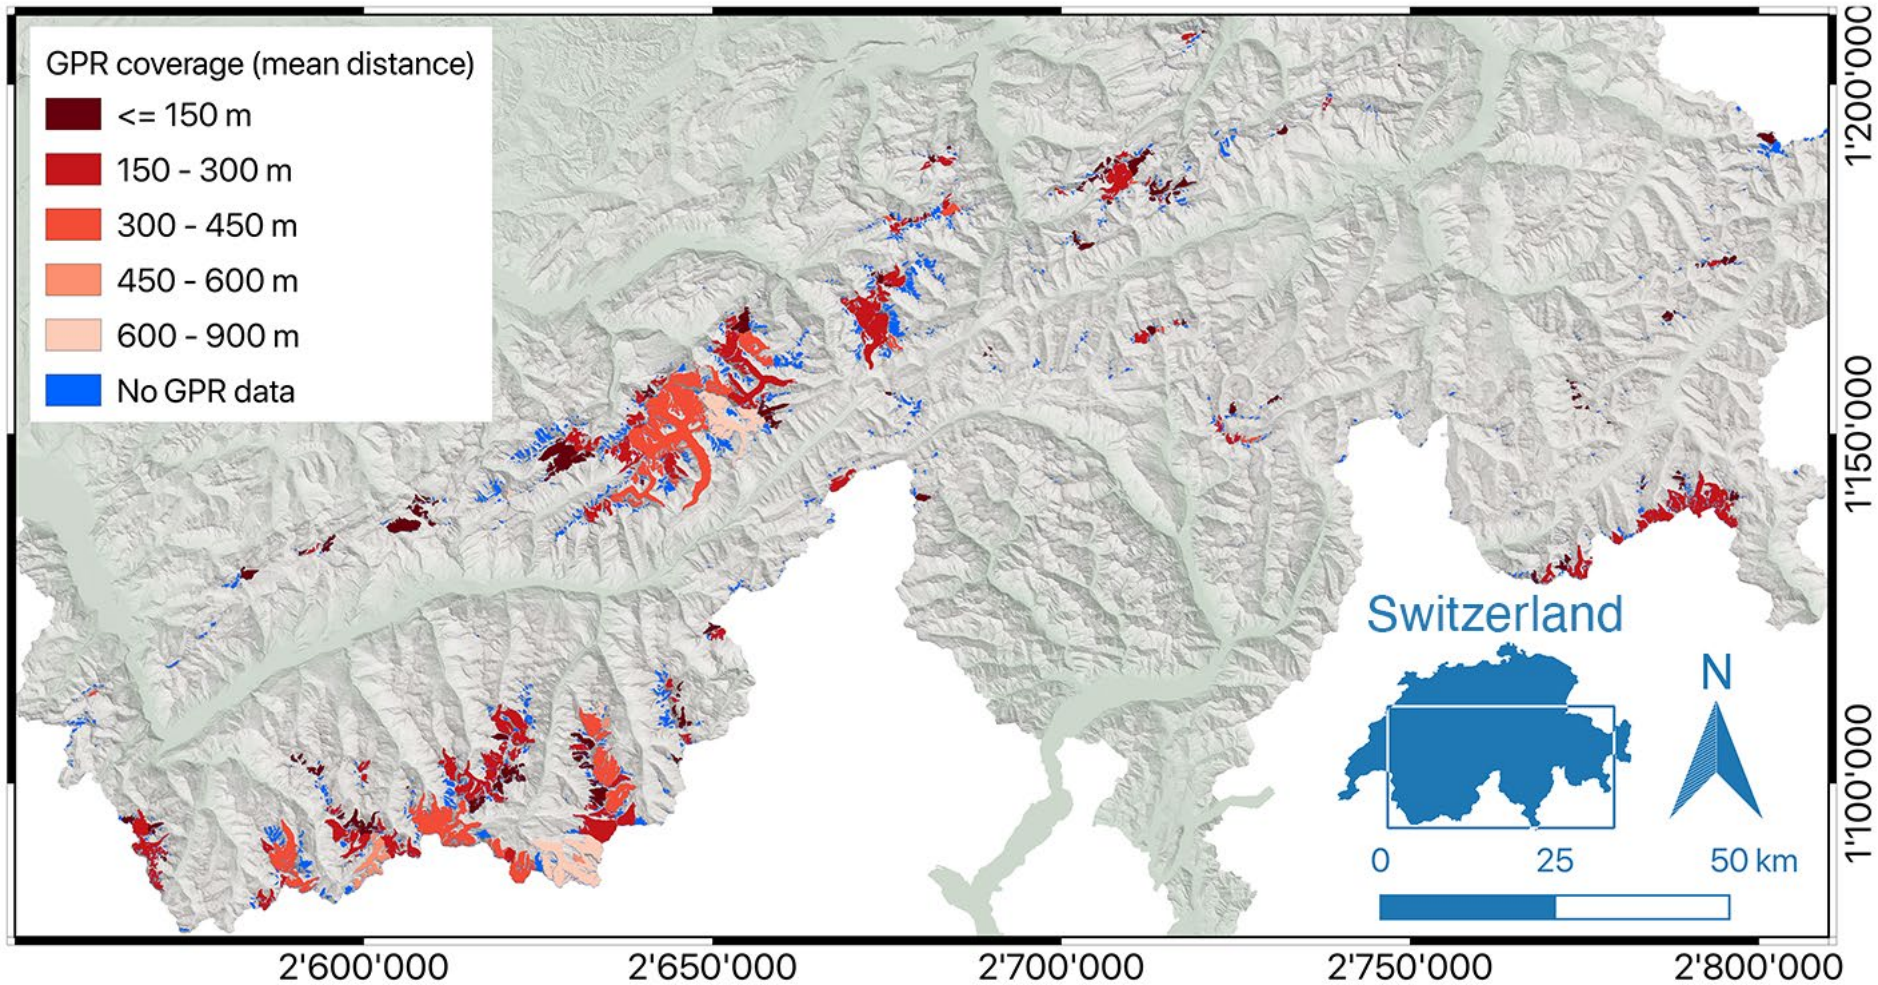 GPR coverage (mean distance)
<= 150 m
150 - 300 m
300 - 450 m
450 - 600 m
600 - 900 m
No GPR data
1'200'000
1'150'000
1'100'000
Switzerland
N
0 25 50 km
2'600'000 2'650'000 2'700'000 2'750'000 2'800'000